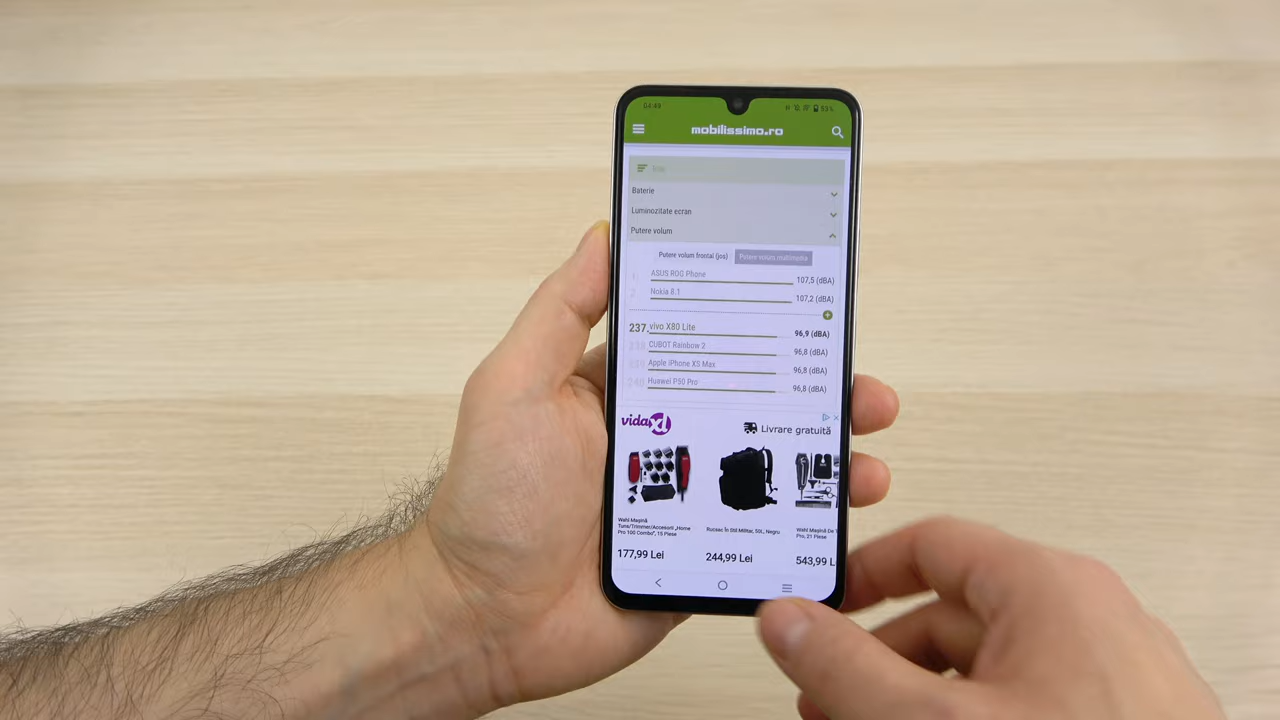 04:49
53%
mobilissimo.ro
Baterie
Luminozitate ecran
Putere volum
Putere volum frontal (jos) Putere volum multimedia
ASUS ROG Phone 107,5 (dBA)
Nokia 8.1 107,2 (dBA)
237. vivo X80 Lite 96,9 (dBA)
CUBOT Rainbow 2 96,8 (dBA)
Apple iPhone XS Max 96,8 (dBA)
Huawei P50 Pro 96,8 (dBA)
vidaXL
Livrare gratuită
Wahl Mașină
Tuns/Trimmer/Accesorii „Home
Pro 100 Combo”, 15 Piese
177,99 Lei
Rucsac În Stil Militar, 50L, Negru
244,99 Lei
Wahl Mașină De T
Pro, 21 Piese
543,99 L